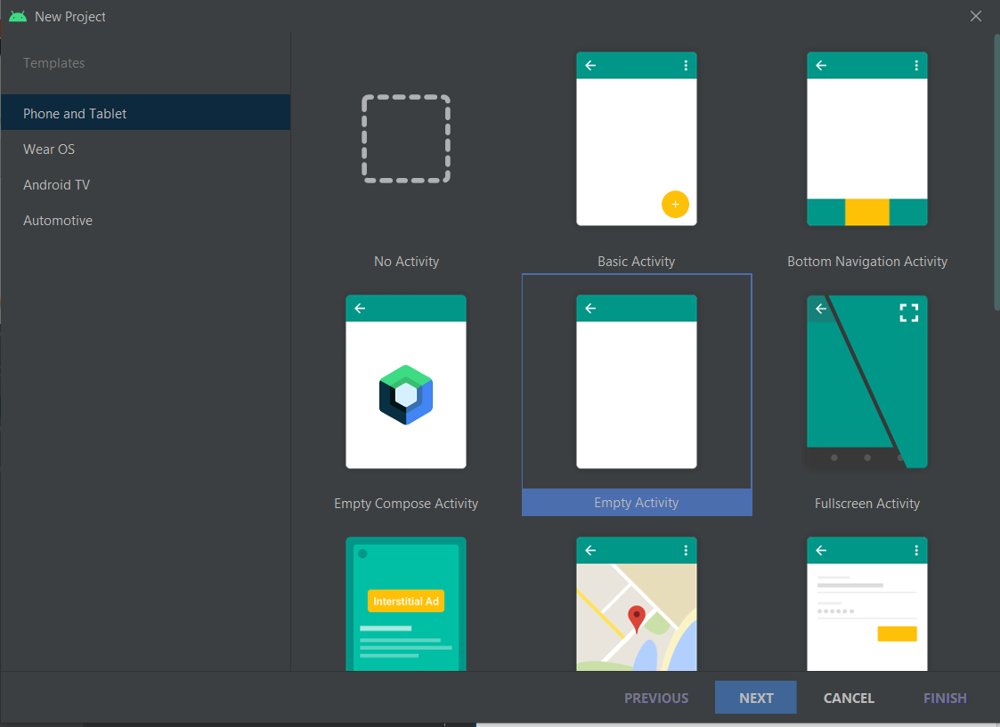 New Project
Templates
Phone and Tablet
Wear OS
Android TV
Automotive
No Activity
Basic Activity
Bottom Navigation Activity
Empty Compose Activity
Empty Activity
Fullscreen Activity
Interstitial Ad
PREVIOUS
NEXT
CANCEL
FINISH